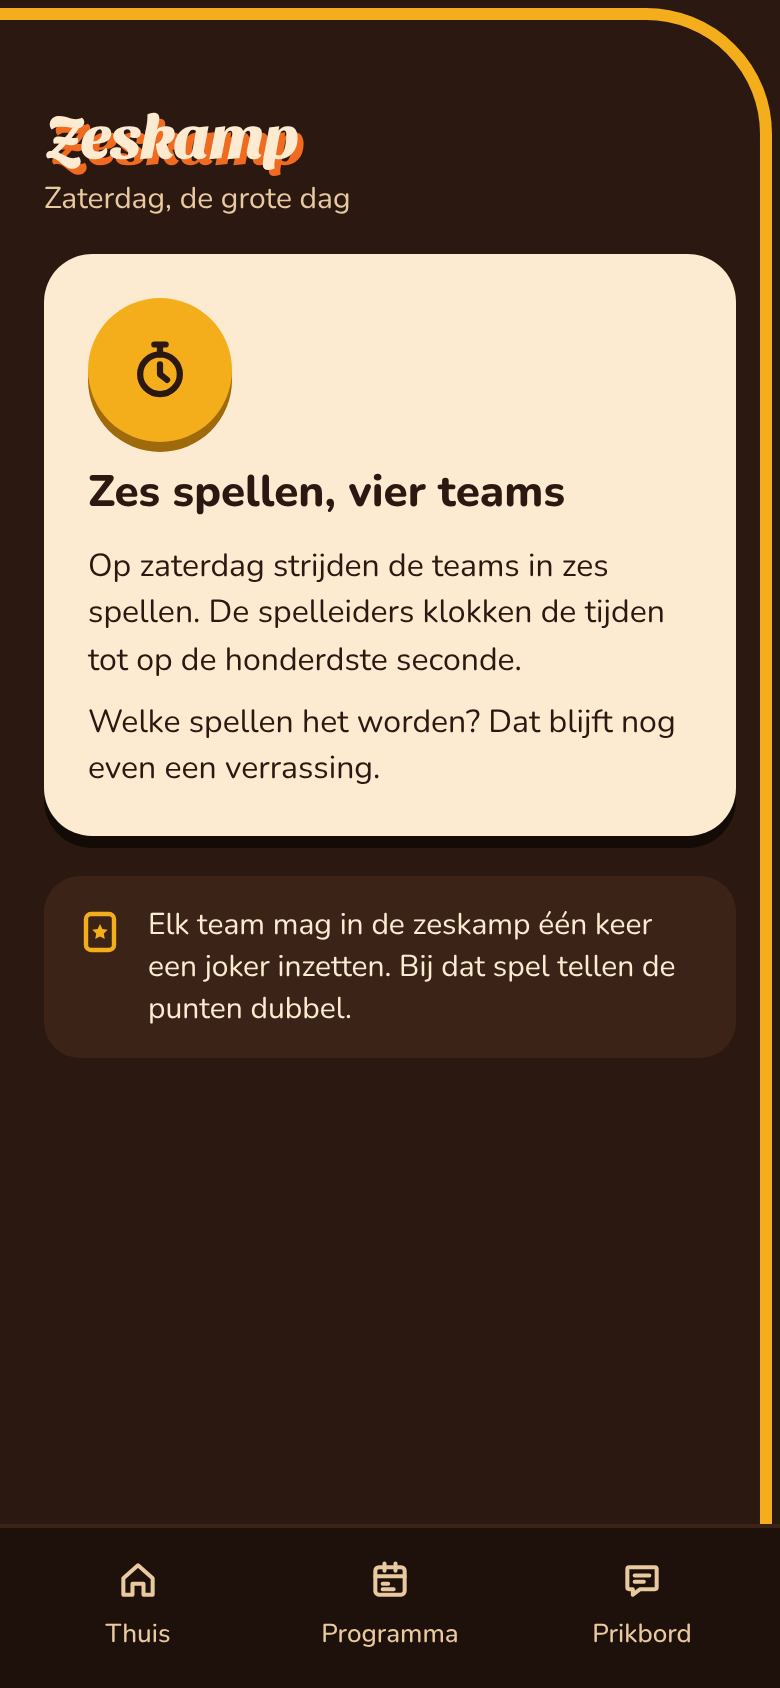 Zeskamp
Zaterdag, de grote dag
Zes spellen, vier teams
Op zaterdag strijden de teams in zes
spellen. De spelleiders klokken de tijden
tot op de honderdste seconde.
Welke spellen het worden? Dat blijft nog
even een verrassing.
Elk team mag in de zeskamp één keer
een joker inzetten. Bij dat spel tellen de
punten dubbel.
Thuis
Programma
Prikbord